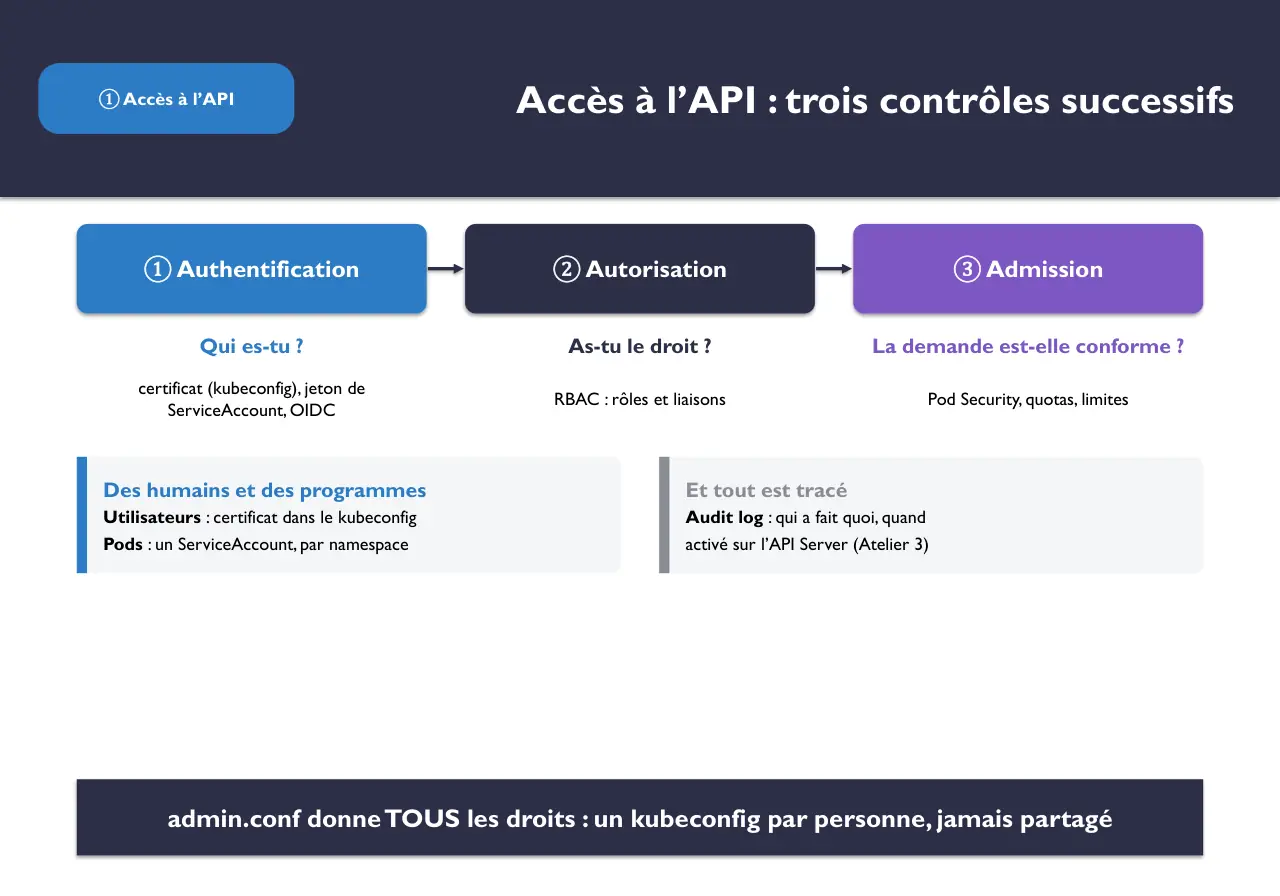 ① Accès à l’API
Accès à l’API : trois contrôles successifs
① Authentification
② Autorisation
③ Admission
Qui es-tu ?
As-tu le droit ?
La demande est-elle conforme ?
certificat (kubeconfig), jeton de
ServiceAccount, OIDC
RBAC : rôles et liaisons
Pod Security, quotas, limites
Des humains et des programmes
Utilisateurs : certificat dans le kubeconfig
Pods : un ServiceAccount, par namespace
Et tout est tracé
Audit log : qui a fait quoi, quand
activé sur l’API Server (Atelier 3)
admin.conf donne TOUS les droits : un kubeconfig par personne, jamais partagé